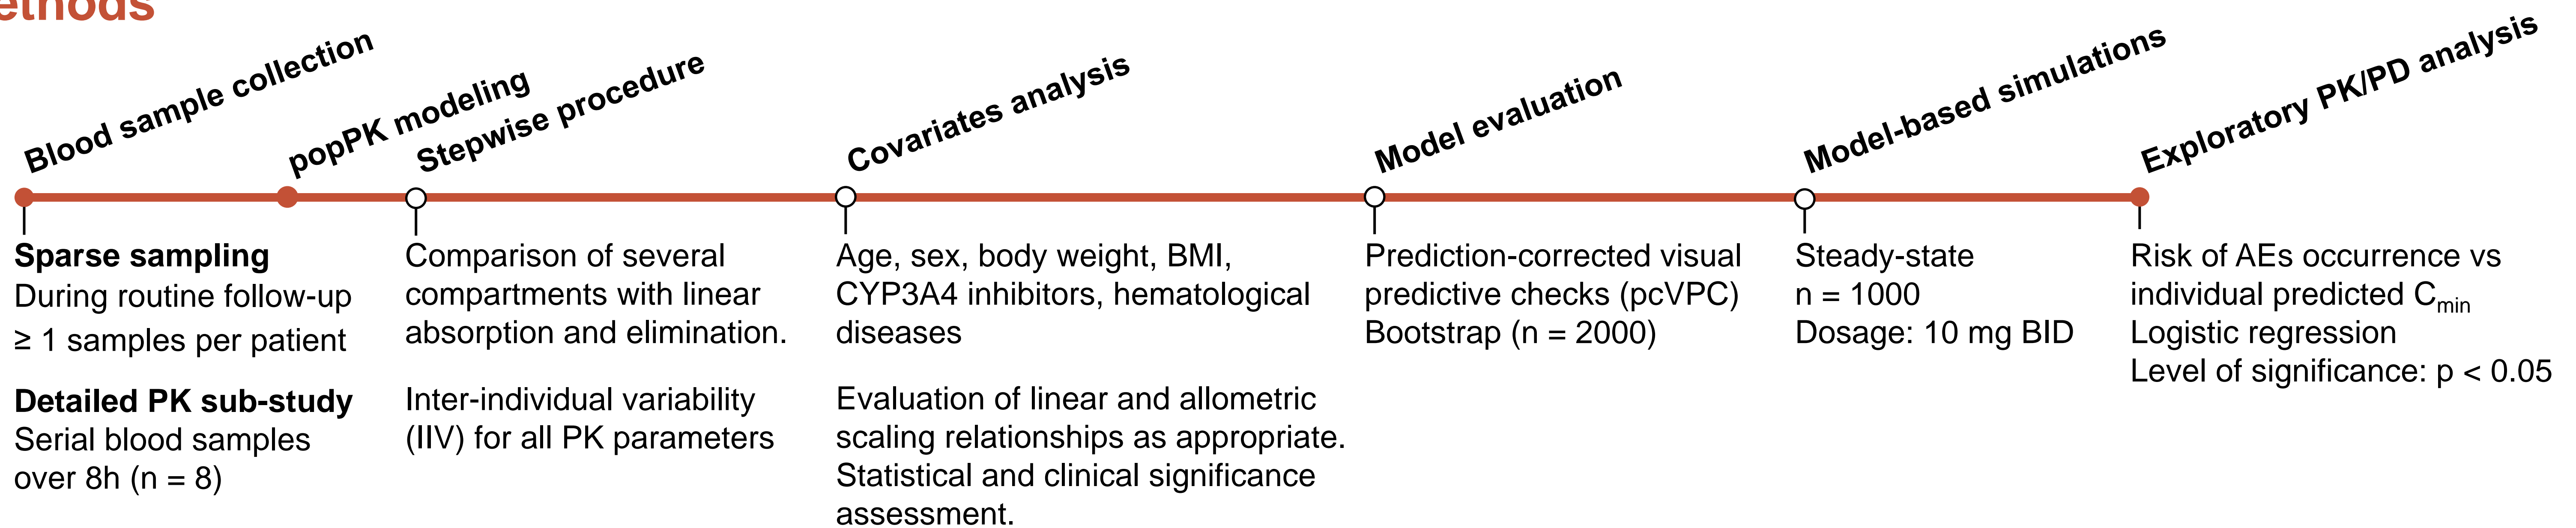 ethods
Blood sample collection
popPK modeling
Stepwise procedure
Covariates analysis
Model evaluation
Model-based simulations
Exploratory PK/PD analysis
Sparse sampling
During routine follow-up
≥ 1 samples per patient
Detailed PK sub-study
Serial blood samples
over 8h (n = 8)
Comparison of several
compartments with linear
absorption and elimination.
Inter-individual variability
(IIV) for all PK parameters
Age, sex, body weight, BMI,
CYP3A4 inhibitors, hematological
diseases
Evaluation of linear and allometric
scaling relationships as appropriate.
Statistical and clinical significance
assessment.
Prediction-corrected visual
predictive checks (pcVPC)
Bootstrap (n = 2000)
Steady-state
n = 1000
Dosage: 10 mg BID
Risk of AEs occurrence vs
individual predicted Cmin
Logistic regression
Level of significance: p < 0.05